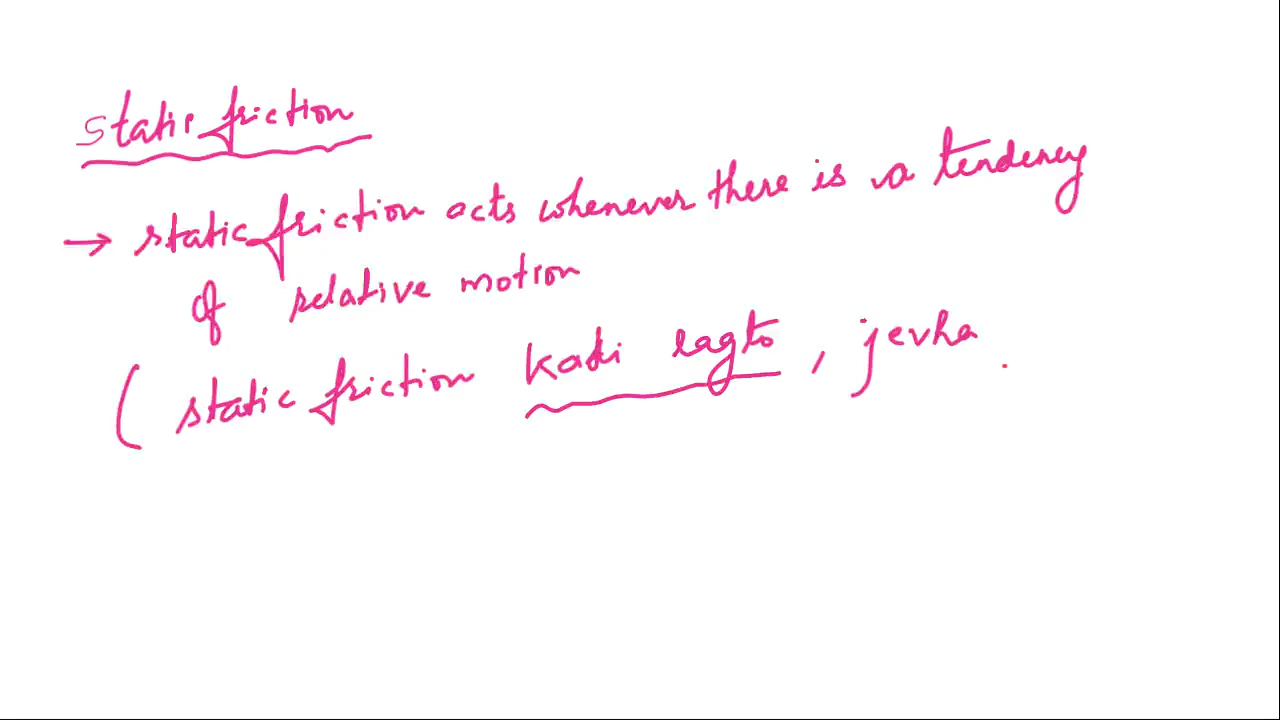 static friction
→ static friction acts whenever there is a tendency
of relative motion
( static friction kadi lagto , jevha